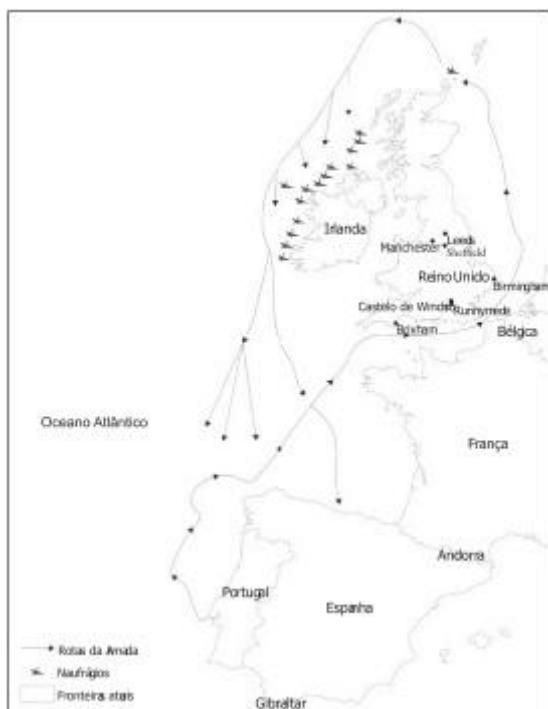 Irlanda
Manchester
Leeds
Sheffield
Reino Unido
Birmingham
Castelo de Windsor
Runnymede
Brixham
Bélgica
Oceano Atlântico
França
Andorra
Portugal
Espanha
Rotas da Armada
Naufrágios
Fronteiras atais
Gibraltar